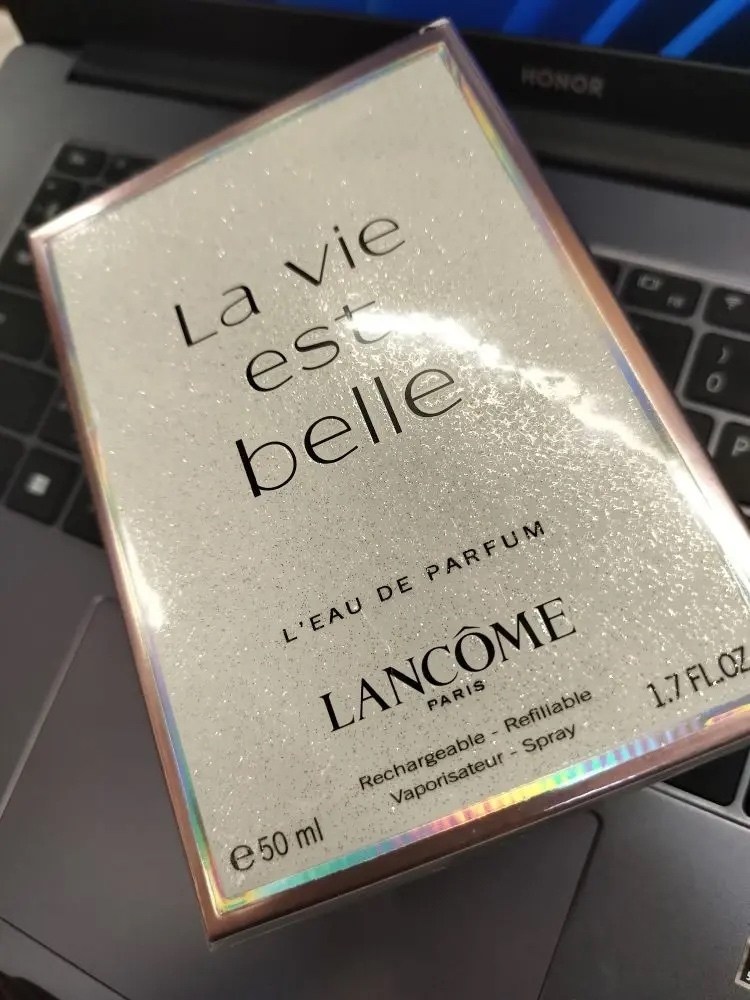 HONOR
La vie
est
belle
L'EAU DE PARFUM
LANCÔME
PARIS
Rechargeable - Refillable
Vaporisateur - Spray
1.7 FL.OZ
e 50 ml
P